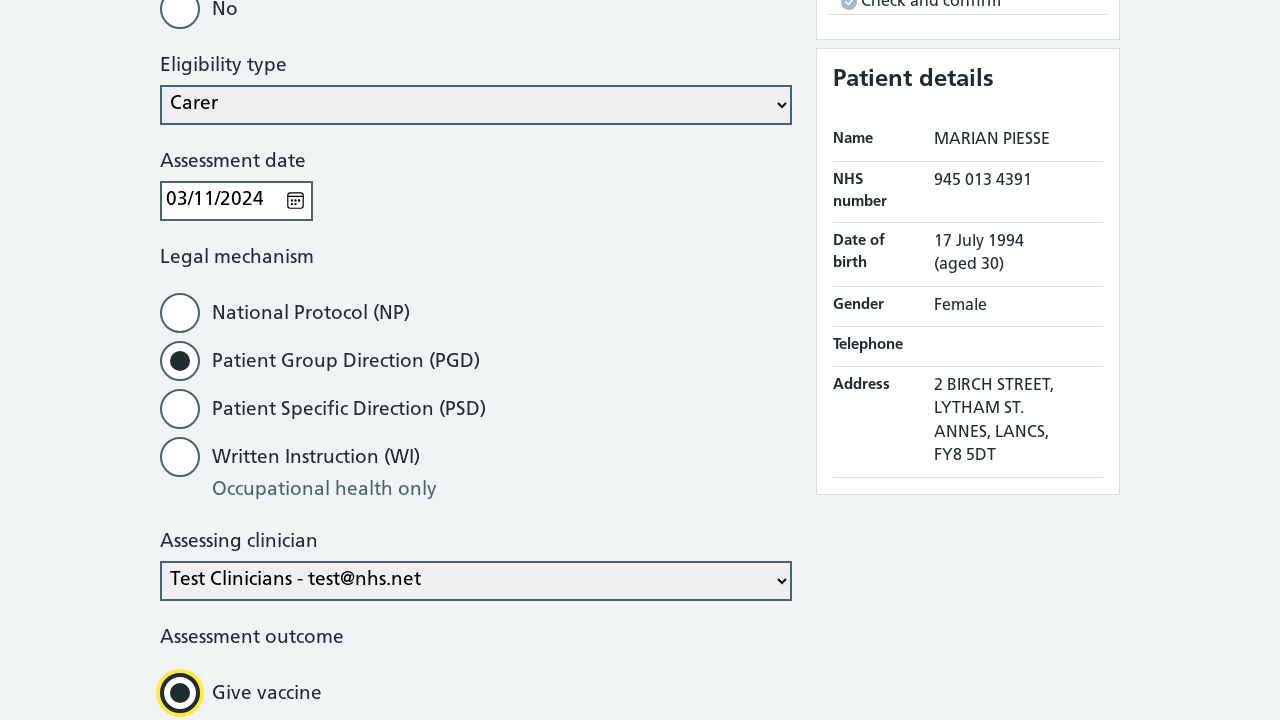 No
Eligibility type
Carer
Assessment date
03/11/2024
Legal mechanism
National Protocol (NP)
Patient Group Direction (PGD)
Patient Specific Direction (PSD)
Written Instruction (WI)
Occupational health only
Assessing clinician
Test Clinicians - test@nhs.net
Assessment outcome
Give vaccine
Check and confirm
Patient details
Name MARIAN PIESSE
NHS number 945 013 4391
Date of birth 17 July 1994 (aged 30)
Gender Female
Telephone
Address 2 BIRCH STREET,
LYTHAM ST.
ANNES, LANCS,
FY8 5DT